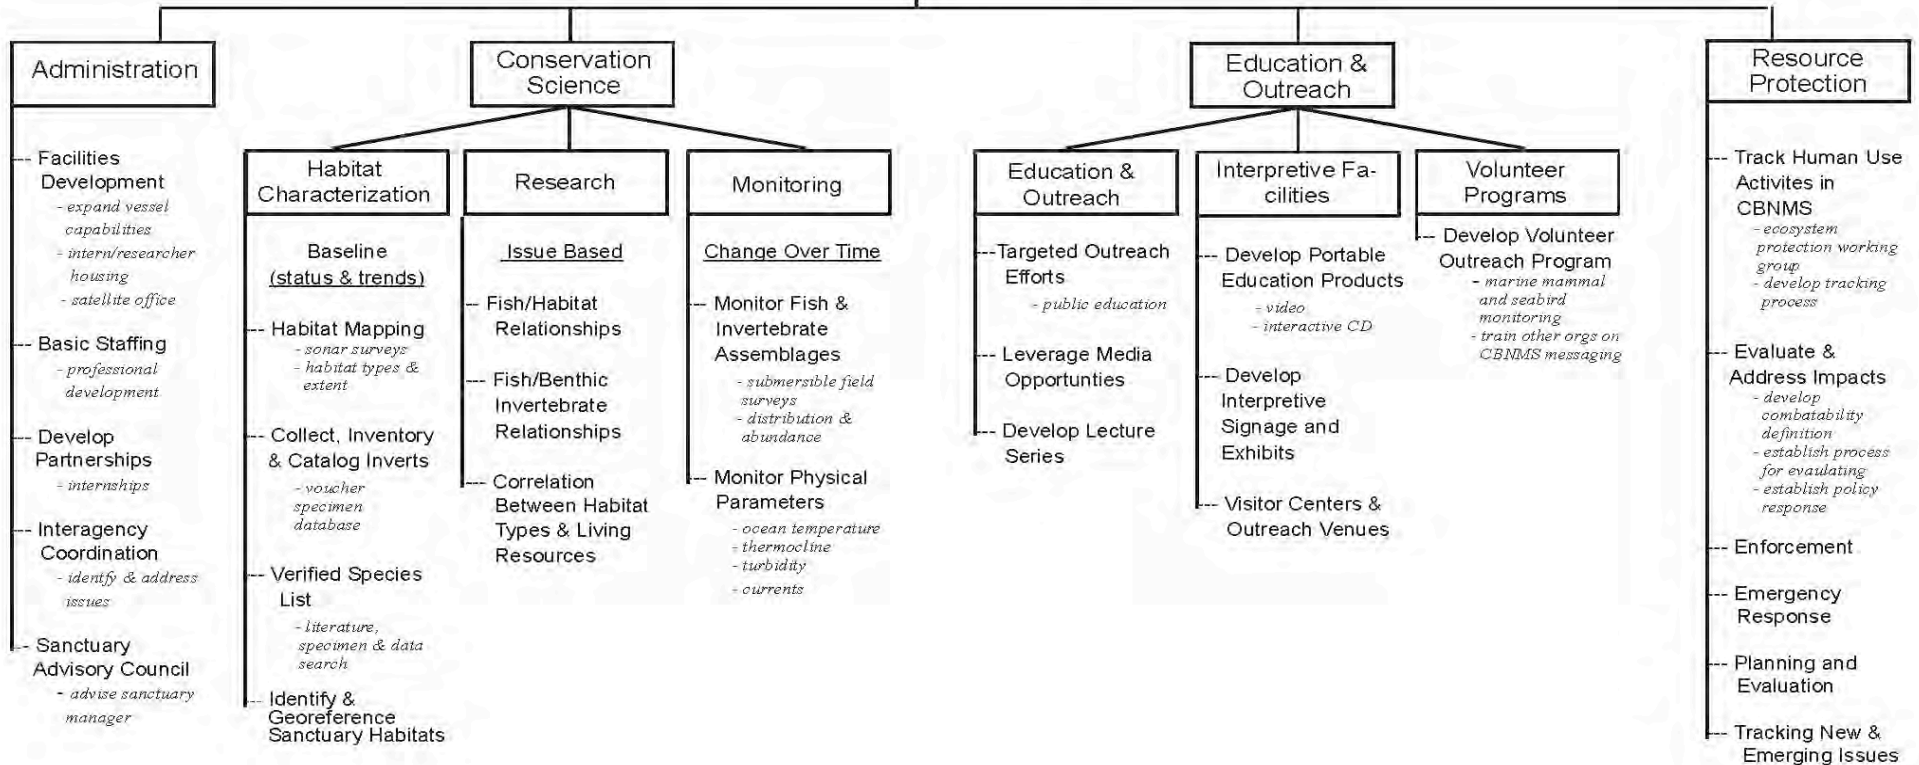 Administration
Facilities
Development
- expand vessel
capabilities
- intern/researcher
housing
- satellite office
Basic Staffing
- professional
development
Develop
Partnerships
- internships
Interagency
Coordination
- identfy & address
issues
Sanctuary
Advisory Council
- advise sanctuary
manager
Conservation
Science
Habitat
Characterization
Baseline
(status & trends)
Habitat Mapping
- sonar surveys
- habitat types &
extent
Collect, Inventory
& Catalog Inverts
- voucher
specimen
database
Verified Species
List
- literature,
specimen & data
search
Identify &
Georeference
Sanctuary Habitats
Research
Issue Based
Fish/Habitat
Relationships
Fish/Benthic
Invertebrate
Relationships
Correlation
Between Habitat
Types & Living
Resources
Monitoring
Change Over Time
Monitor Fish &
Invertebrate
Assemblages
- submersible field
surveys
- distribution &
abundance
Monitor Physical
Parameters
- ocean temperature
- thermocline
- turbidity
- currents
Education &
Outreach
Education &
Outreach
Targeted Outreach
Efforts
- public education
Leverage Media
Opportunties
Develop Lecture
Series
Interpretive Fa-
cilities
Develop Portable
Education Products
- video
- interactive CD
Develop
Interpretive
Signage and
Exhibits
Visitor Centers &
Outreach Venues
Volunteer
Programs
Develop Volunteer
Outreach Program
- marine mammal
and seabird
monitoring
- train other orgs on
CBNMS messaging
Resource
Protection
Track Human Use
Activites in
CBNMS
- ecosystem
protection working
group
- develop tracking
process
Evaluate &
Address Impacts
- develop
combatability
definition
- establish process
for evaulating
- establish policy
response
Enforcement
Emergency
Response
Planning and
Evaluation
Tracking New &
Emerging Issues